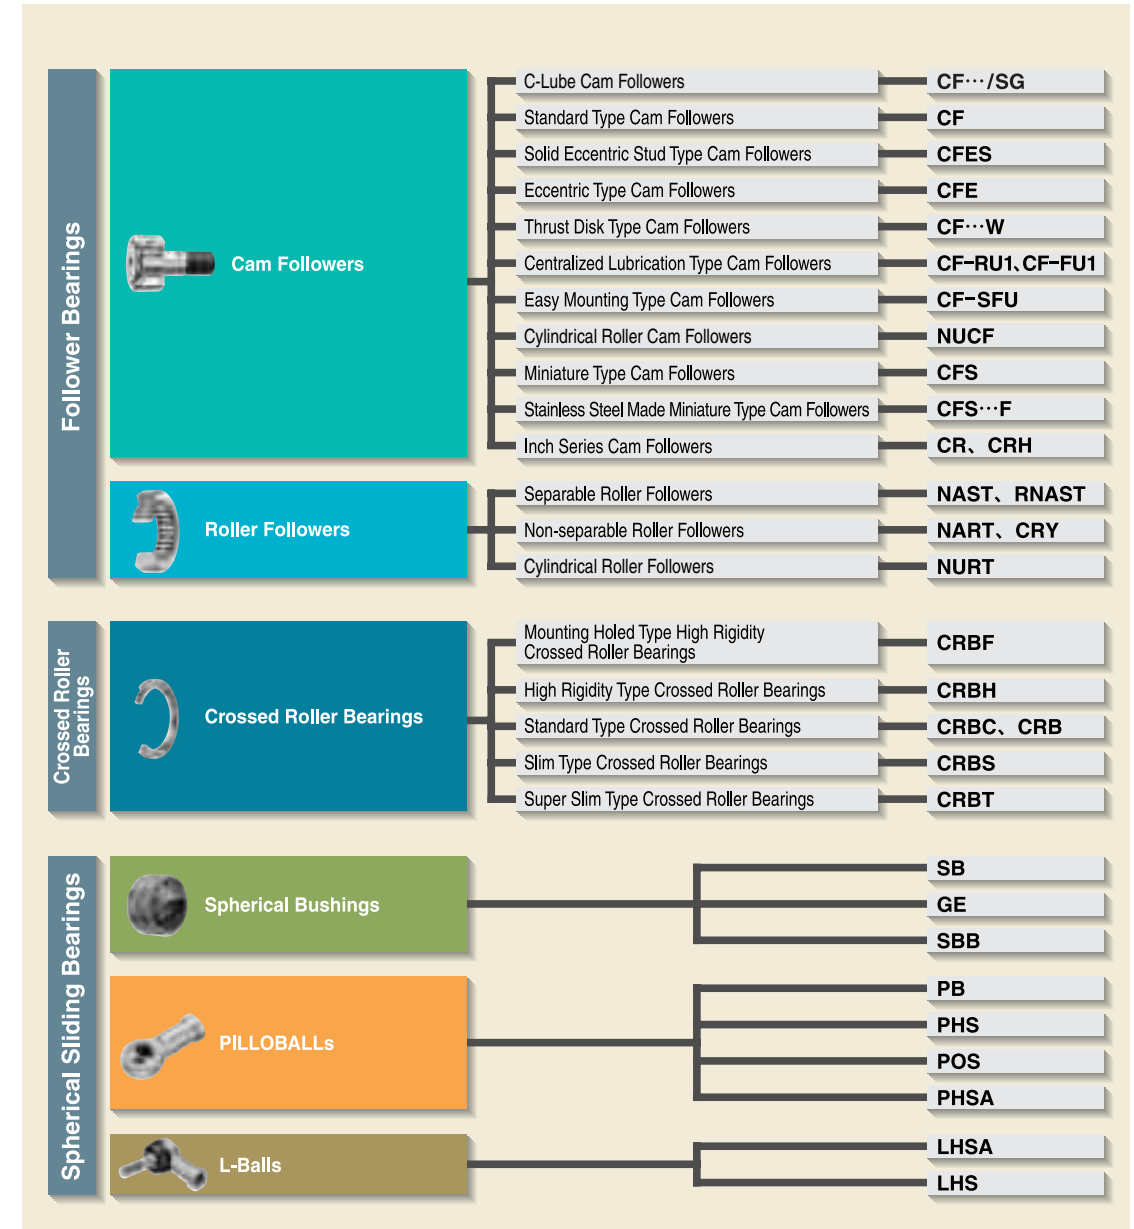 Follower Bearings
Cam Followers
C-Lube Cam Followers
CF···/SG
Standard Type Cam Followers
CF
Solid Eccentric Stud Type Cam Followers
CFES
Eccentric Type Cam Followers
CFE
Thrust Disk Type Cam Followers
CF···W
Centralized Lubrication Type Cam Followers
CF-RU1、CF-FU1
Easy Mounting Type Cam Followers
CF-SFU
Cylindrical Roller Cam Followers
NUCF
Miniature Type Cam Followers
CFS
Stainless Steel Made Miniature Type Cam Followers
CFS···F
Inch Series Cam Followers
CR、CRH
Roller Followers
Separable Roller Followers
NAST、RNAST
Non-separable Roller Followers
NART、CRY
Cylindrical Roller Followers
NURT
Crossed Roller
Bearings
Crossed Roller Bearings
Mounting Holed Type High Rigidity
Crossed Roller Bearings
CRBF
High Rigidity Type Crossed Roller Bearings
CRBH
Standard Type Crossed Roller Bearings
CRBC、CRB
Slim Type Crossed Roller Bearings
CRBS
Super Slim Type Crossed Roller Bearings
CRBT
Spherical Sliding Bearings
Spherical Bushings
SB
GE
SBB
PILLOBALLs
PB
PHS
POS
PHSA
L-Balls
LHSA
LHS